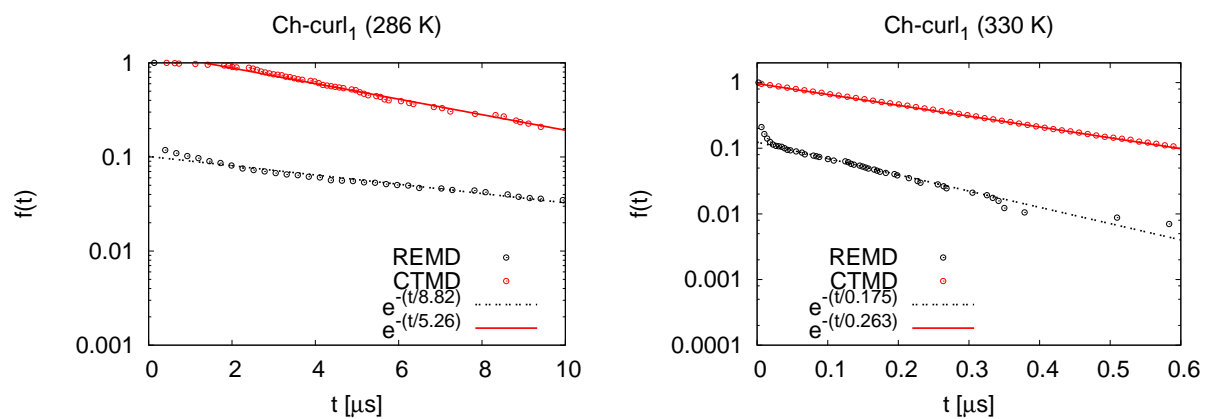 Ch-curl₁ (286 K)
f(t)
1
0.1
0.01
0.001
REMD
CTMD
e^-(t/8.82)
e^-(t/5.26)
0 2 4 6 8 10
t [μs]
Ch-curl₁ (330 K)
f(t)
1
0.1
0.01
0.001
0.0001
REMD
CTMD
e^-(t/0.175)
e^-(t/0.263)
0 0.1 0.2 0.3 0.4 0.5 0.6
t [μs]